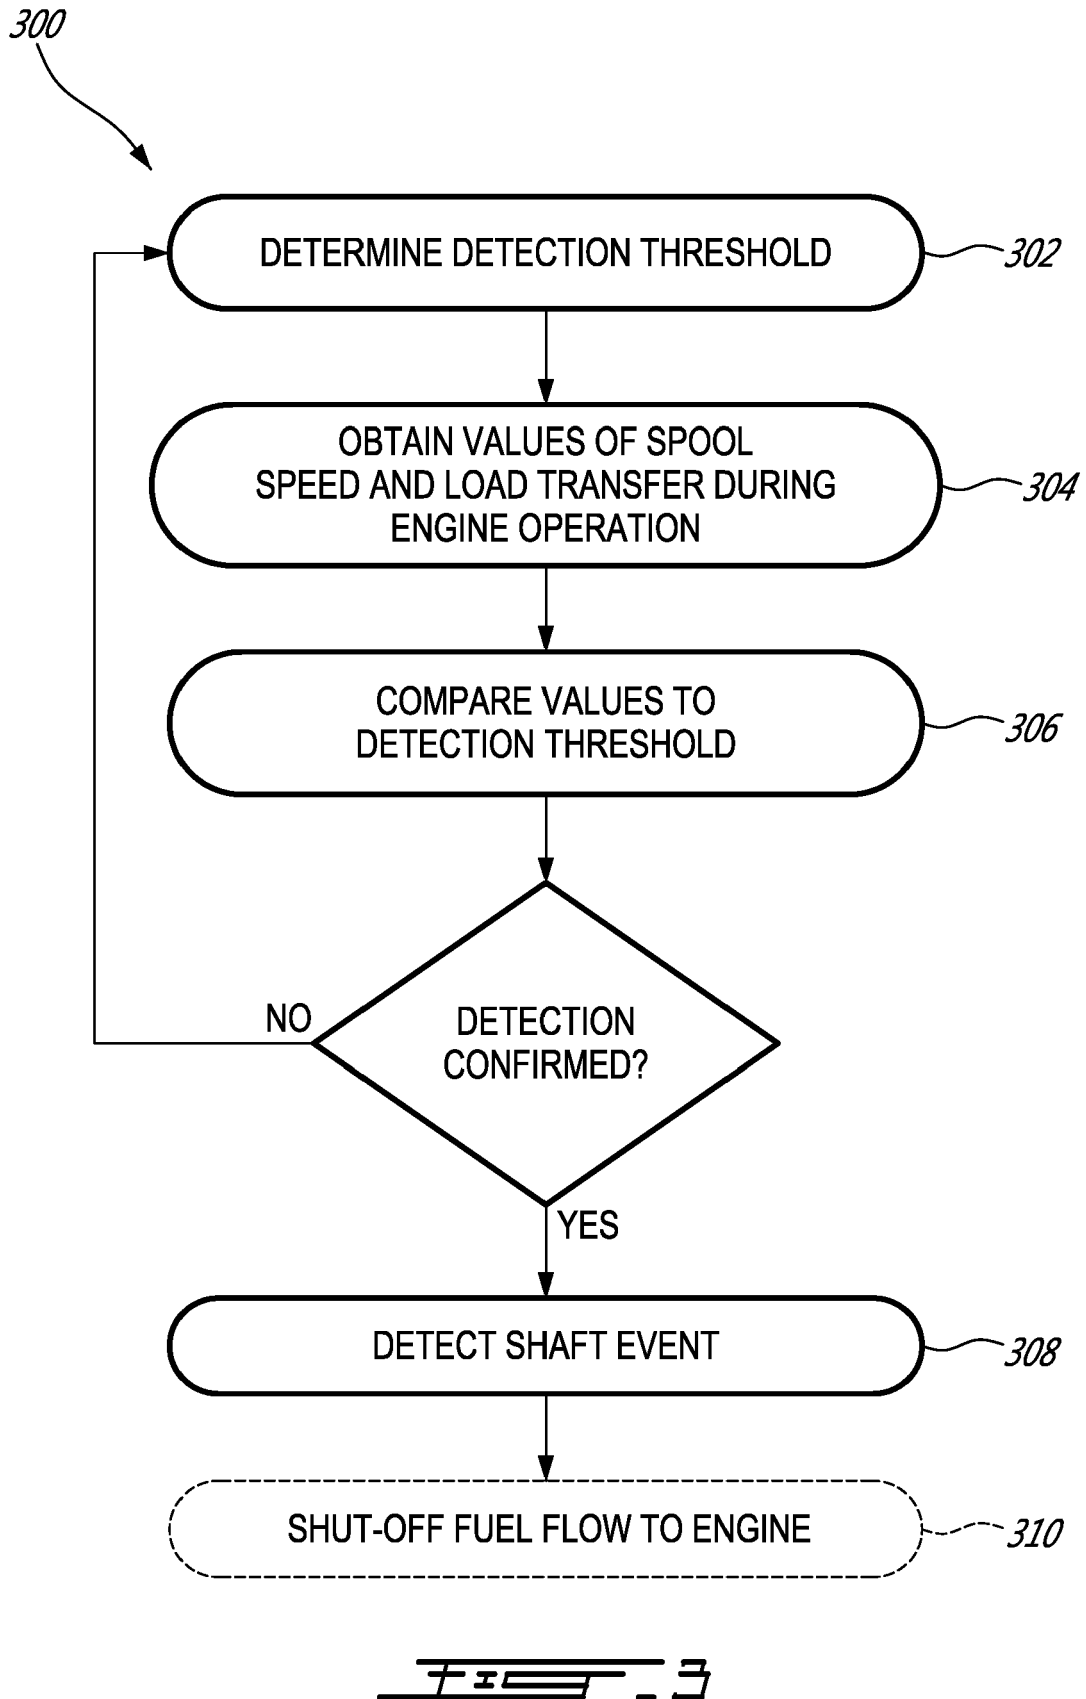 300
DETERMINE DETECTION THRESHOLD
302
OBTAIN VALUES OF SPOOL
SPEED AND LOAD TRANSFER DURING
ENGINE OPERATION
304
COMPARE VALUES TO
DETECTION THRESHOLD
306
NO
DETECTION
CONFIRMED?
YES
DETECT SHAFT EVENT
308
SHUT-OFF FUEL FLOW TO ENGINE
310
FIG. 3